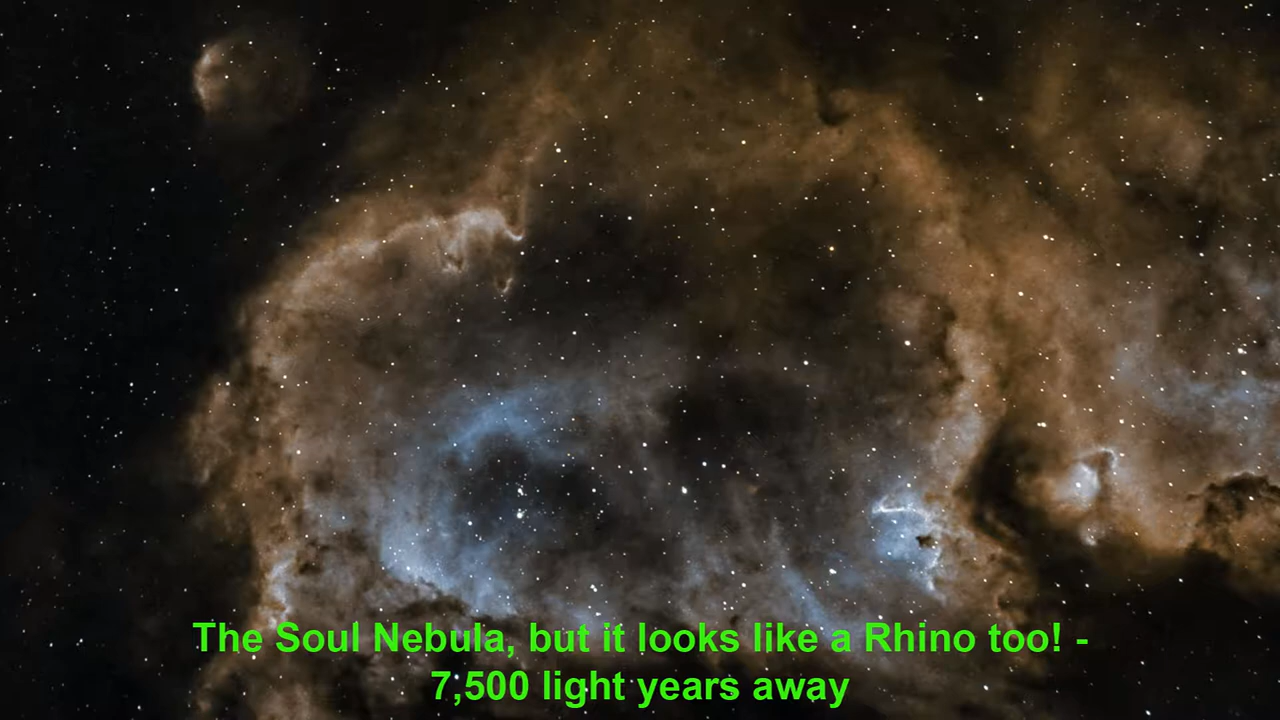 The Soul Nebula, but it looks like a Rhino too! -
7,500 light years away